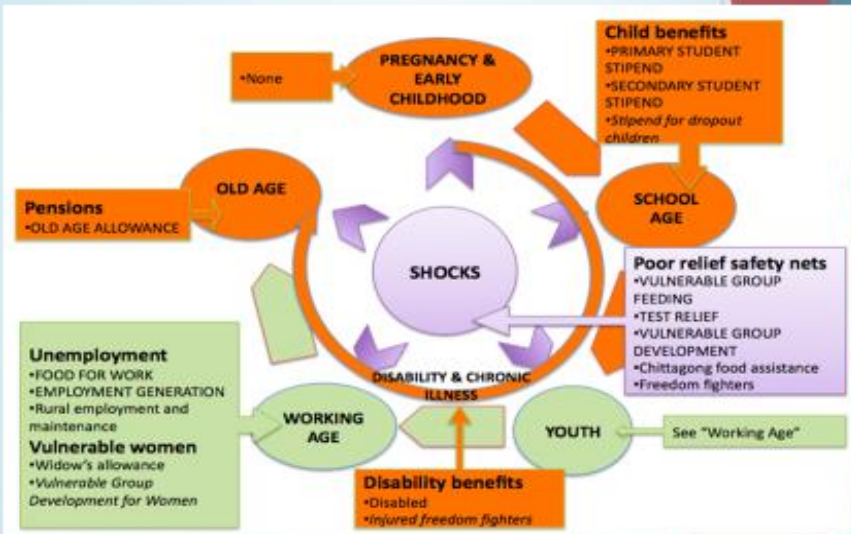 •None
PREGNANCY &
EARLY
CHILDHOOD
Child benefits
•PRIMARY STUDENT
STIPEND
•SECONDARY STUDENT
STIPEND
•Stipend for dropout
children
OLD AGE
SCHOOL
AGE
Pensions
•OLD AGE ALLOWANCE
SHOCKS
Poor relief safety nets
•VULNERABLE GROUP
FEEDING
•TEST RELIEF
•VULNERABLE GROUP
DEVELOPMENT
•Chittagong food assistance
•Freedom fighters
Unemployment
•FOOD FOR WORK
•EMPLOYMENT GENERATION
•Rural employment and
maintenance
Vulnerable women
•Widow's allowance
•Vulnerable Group
Development for Women
DISABILITY & CHRONIC
ILLNESS
WORKING
AGE
YOUTH
See "Working Age"
Disability benefits
•Disabled
•Injured freedom fighters